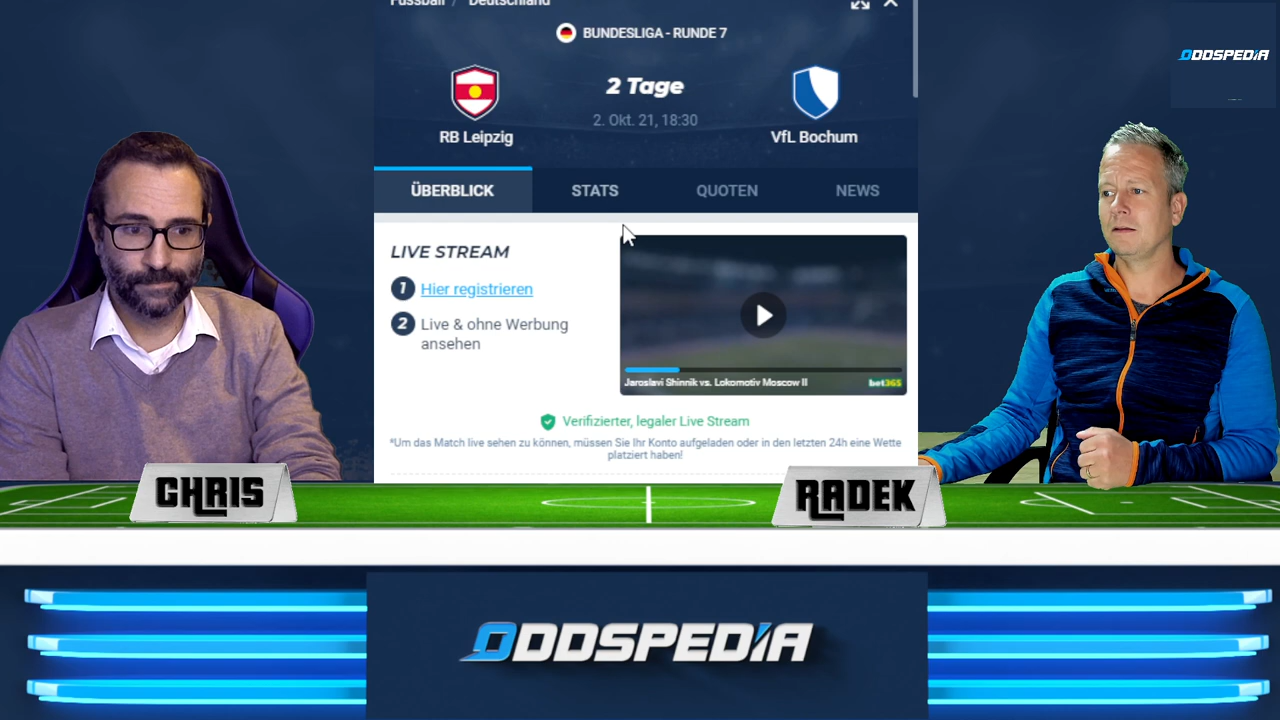 Fussball / Deutschland
BUNDESLIGA - RUNDE 7
ODDSPEDIA
2 Tage
2. Okt. 21, 18:30
RB Leipzig
VfL Bochum
ÜBERBLICK
STATS
QUOTEN
NEWS
LIVE STREAM
1 Hier registrieren
2 Live & ohne Werbung
ansehen
Jaroslavl Shinnik vs. Lokomotiv Moscow II
bet365
Verifizierter, legaler Live Stream
*Um das Match live sehen zu können, müssen Sie Ihr Konto aufgeladen oder in den letzten 24h eine Wette
platziert haben!
CHRIS
RADEK
ODDSPEDIA